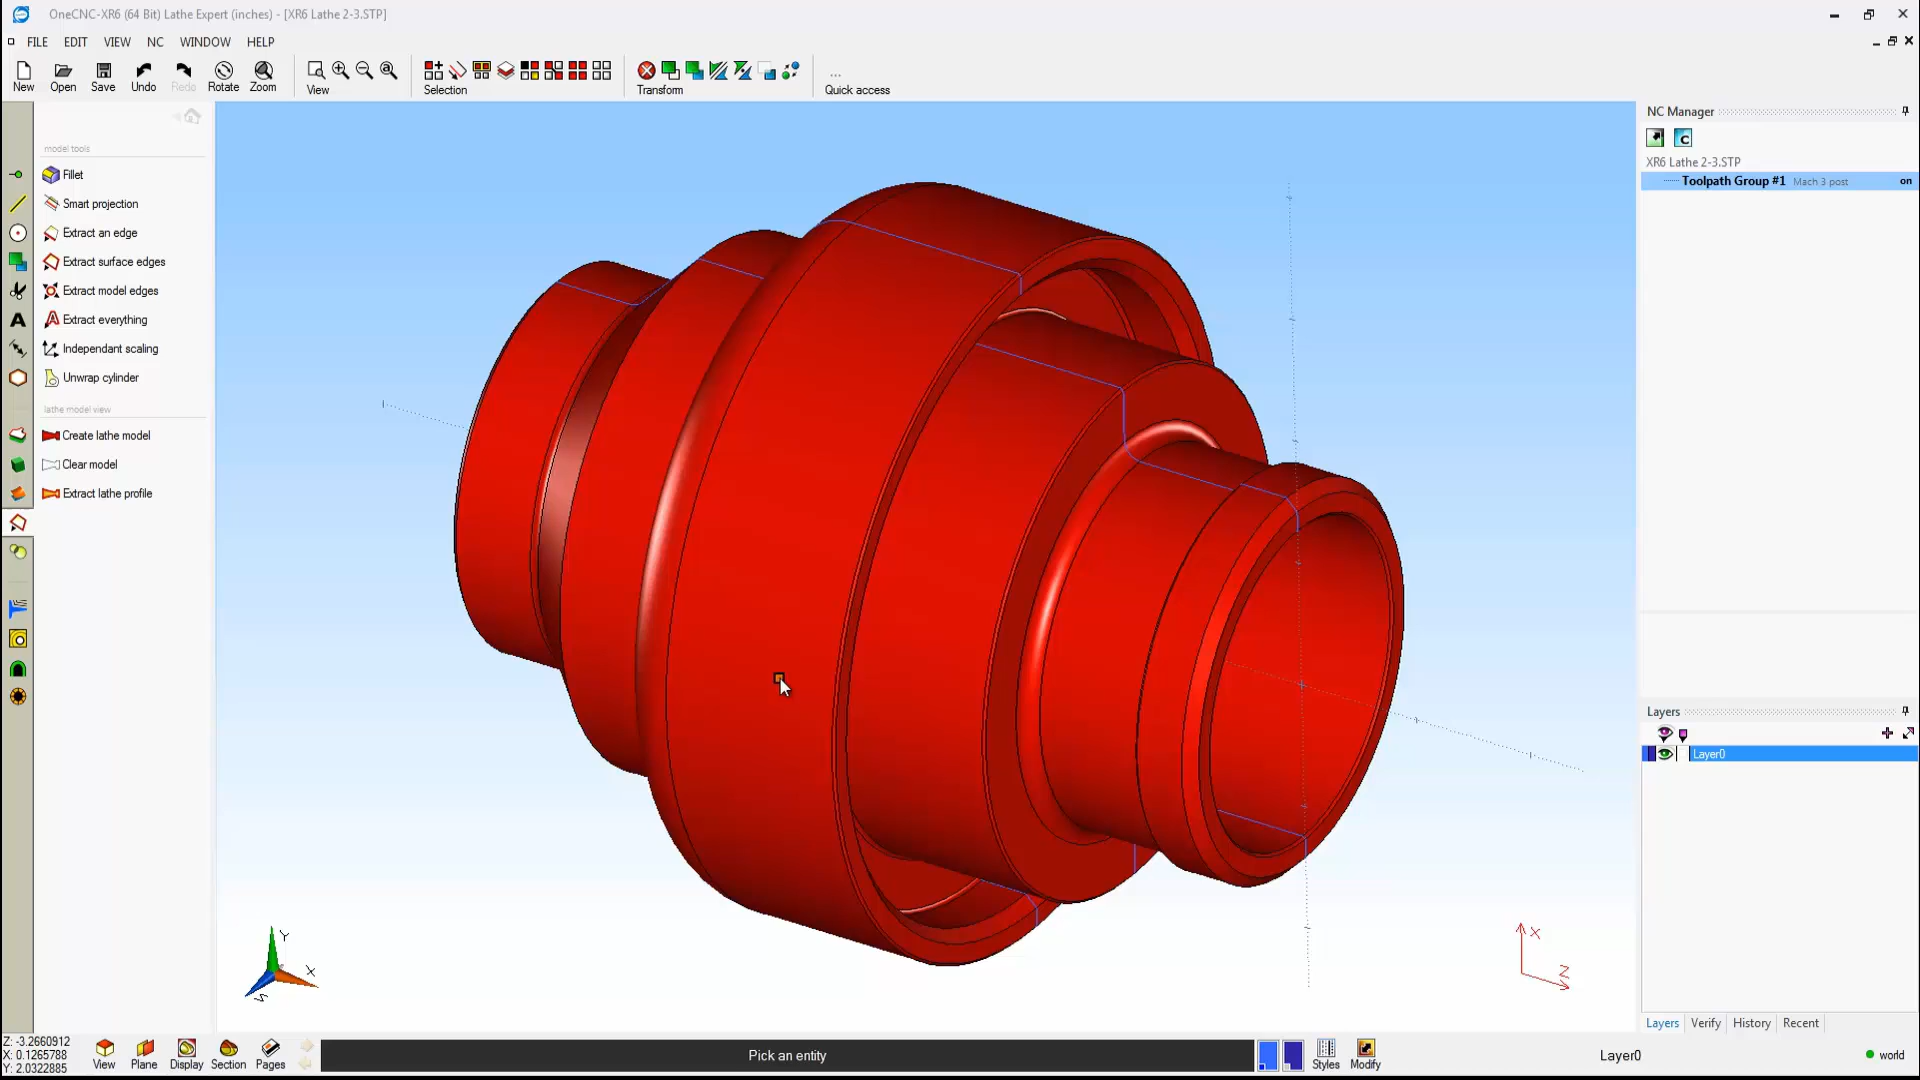 OneCNC-XR6 (64 Bit) Lathe Expert (inches) - [XR6 Lathe 2-3.STP]
FILE EDIT VIEW NC WINDOW HELP
New Open Save Undo Redo Rotate Zoom View Selection Transform ... Quick access
model tools
Fillet
Smart projection
Extract an edge
Extract surface edges
Extract model edges
Extract everything
Independant scaling
Unwrap cylinder
lathe model view
Create lathe model
Clear model
Extract lathe profile
Y
X
Z
X
Z
NC Manager
XR6 Lathe 2-3.STP
Toolpath Group #1 Mach 3 post on
Layers
Layer0
Layers Verify History Recent
Z: -3.2660912
X: 0.1265788
Y: 2.0322885
View Plane Display Section Pages
Pick an entity
Styles Modify
Layer0
world